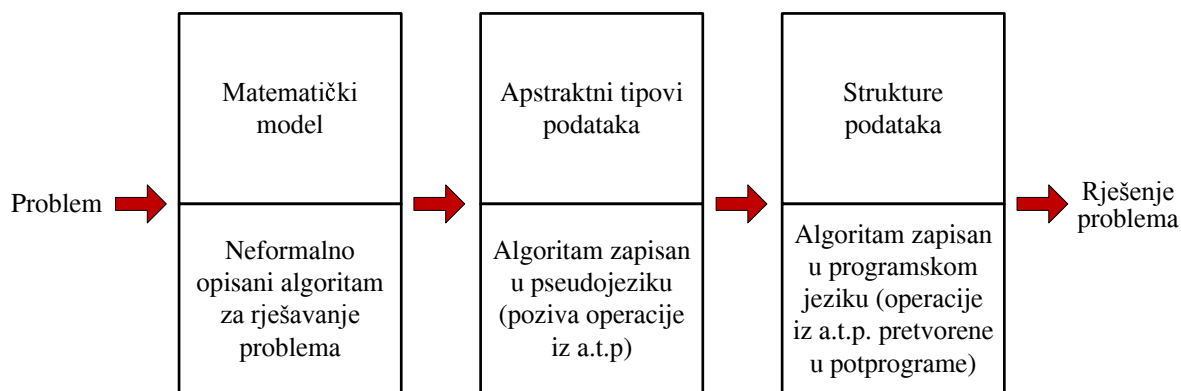 Problem
Matematički
model
Neformalno
opisani algoritam
za rješavanje
problema
Apstraktni tipovi
podataka
Algoritam zapisan
u pseudojeziku
(poziva operacije
iz a.t.p)
Strukture
podataka
Algoritam zapisan
u programskom
jeziku (operacije
iz a.t.p. pretvorene
u potprograme)
Rješenje
problema